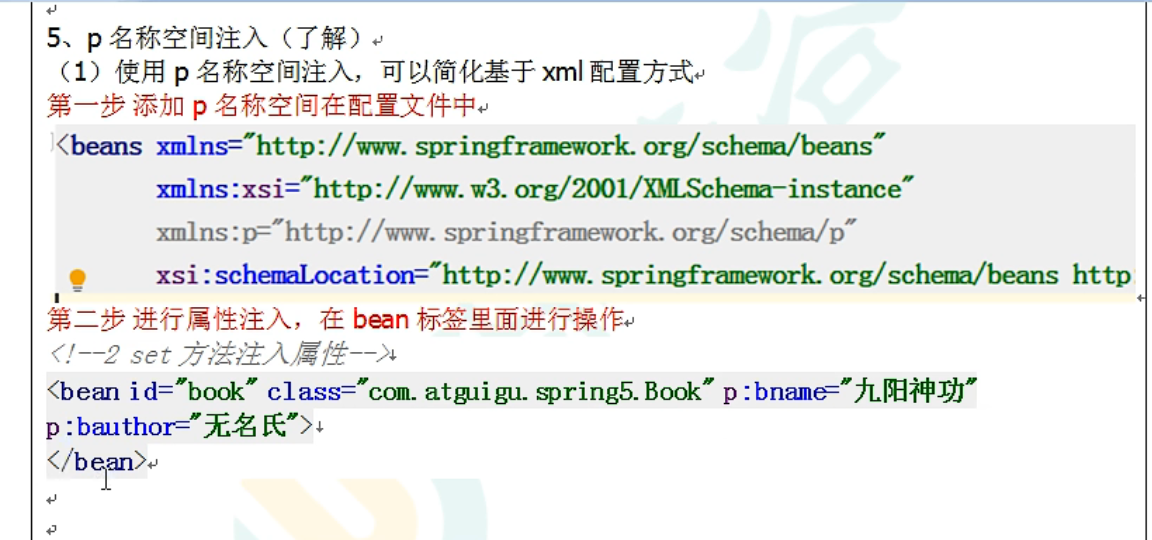 5、p 名称空间注入（了解）
（1）使用 p 名称空间注入，可以简化基于 xml 配置方式
第一步 添加 p 名称空间在配置文件中
<beans xmlns="http://www.springframework.org/schema/beans"
xmlns:xsi="http://www.w3.org/2001/XMLSchema-instance"
xmlns:p="http://www.springframework.org/schema/p"
xsi:schemaLocation="http://www.springframework.org/schema/beans http
第二步 进行属性注入，在 bean 标签里面进行操作
<!--2 set 方法注入属性-->
<bean id="book" class="com.atguigu.spring5.Book" p:bname="九阳神功"
p:bauthor="无名氏">
</bean>